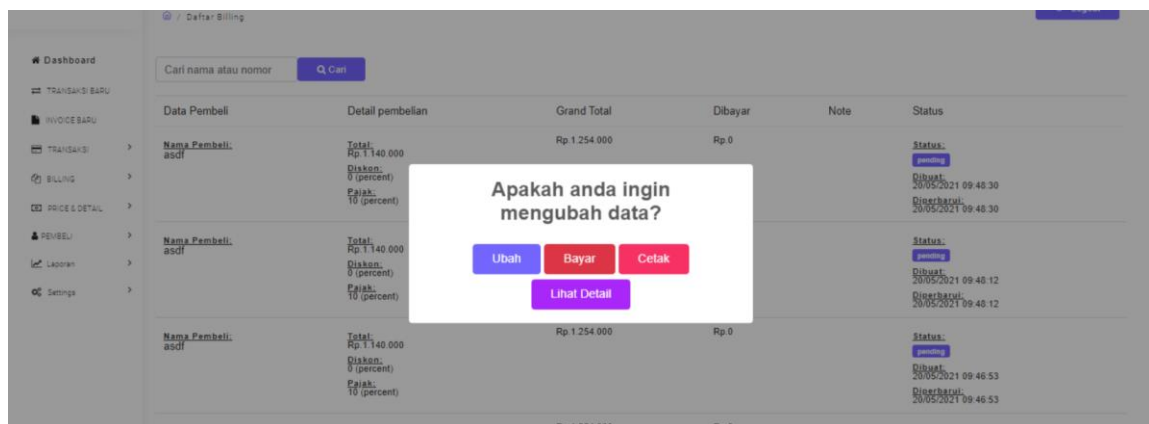 / Daftar Billing
Dashboard
TRANSAKSI BARU
INVOICE BARU
TRANSAKSI
BILLING
PRICE & DETAIL
PEMBELI
Laporan
Settings
Cari nama atau nomor Cari
Data Pembeli Detail pembelian Grand Total Dibayar Note Status
Nama Pembeli:
asdf
Total:
Rp.1.140.000
Diskon:
0 (percent)
Pajak:
10 (percent)
Rp.1.254.000
Rp.0
Status:
pending
Dibuat:
20/05/2021 09:48:30
Diperbarui:
20/05/2021 09:48:30
Apakah anda ingin
mengubah data?
Ubah Bayar Cetak
Lihat Detail
Nama Pembeli:
asdf
Total:
Rp.1.140.000
Diskon:
0 (percent)
Pajak:
10 (percent)
Status:
pending
Dibuat:
20/05/2021 09:48:12
Diperbarui:
20/05/2021 09:48:12
Nama Pembeli:
asdf
Total:
Rp.1.140.000
Diskon:
0 (percent)
Pajak:
10 (percent)
Rp.1.254.000
Rp.0
Status:
pending
Dibuat:
20/05/2021 09:46:53
Diperbarui:
20/05/2021 09:46:53